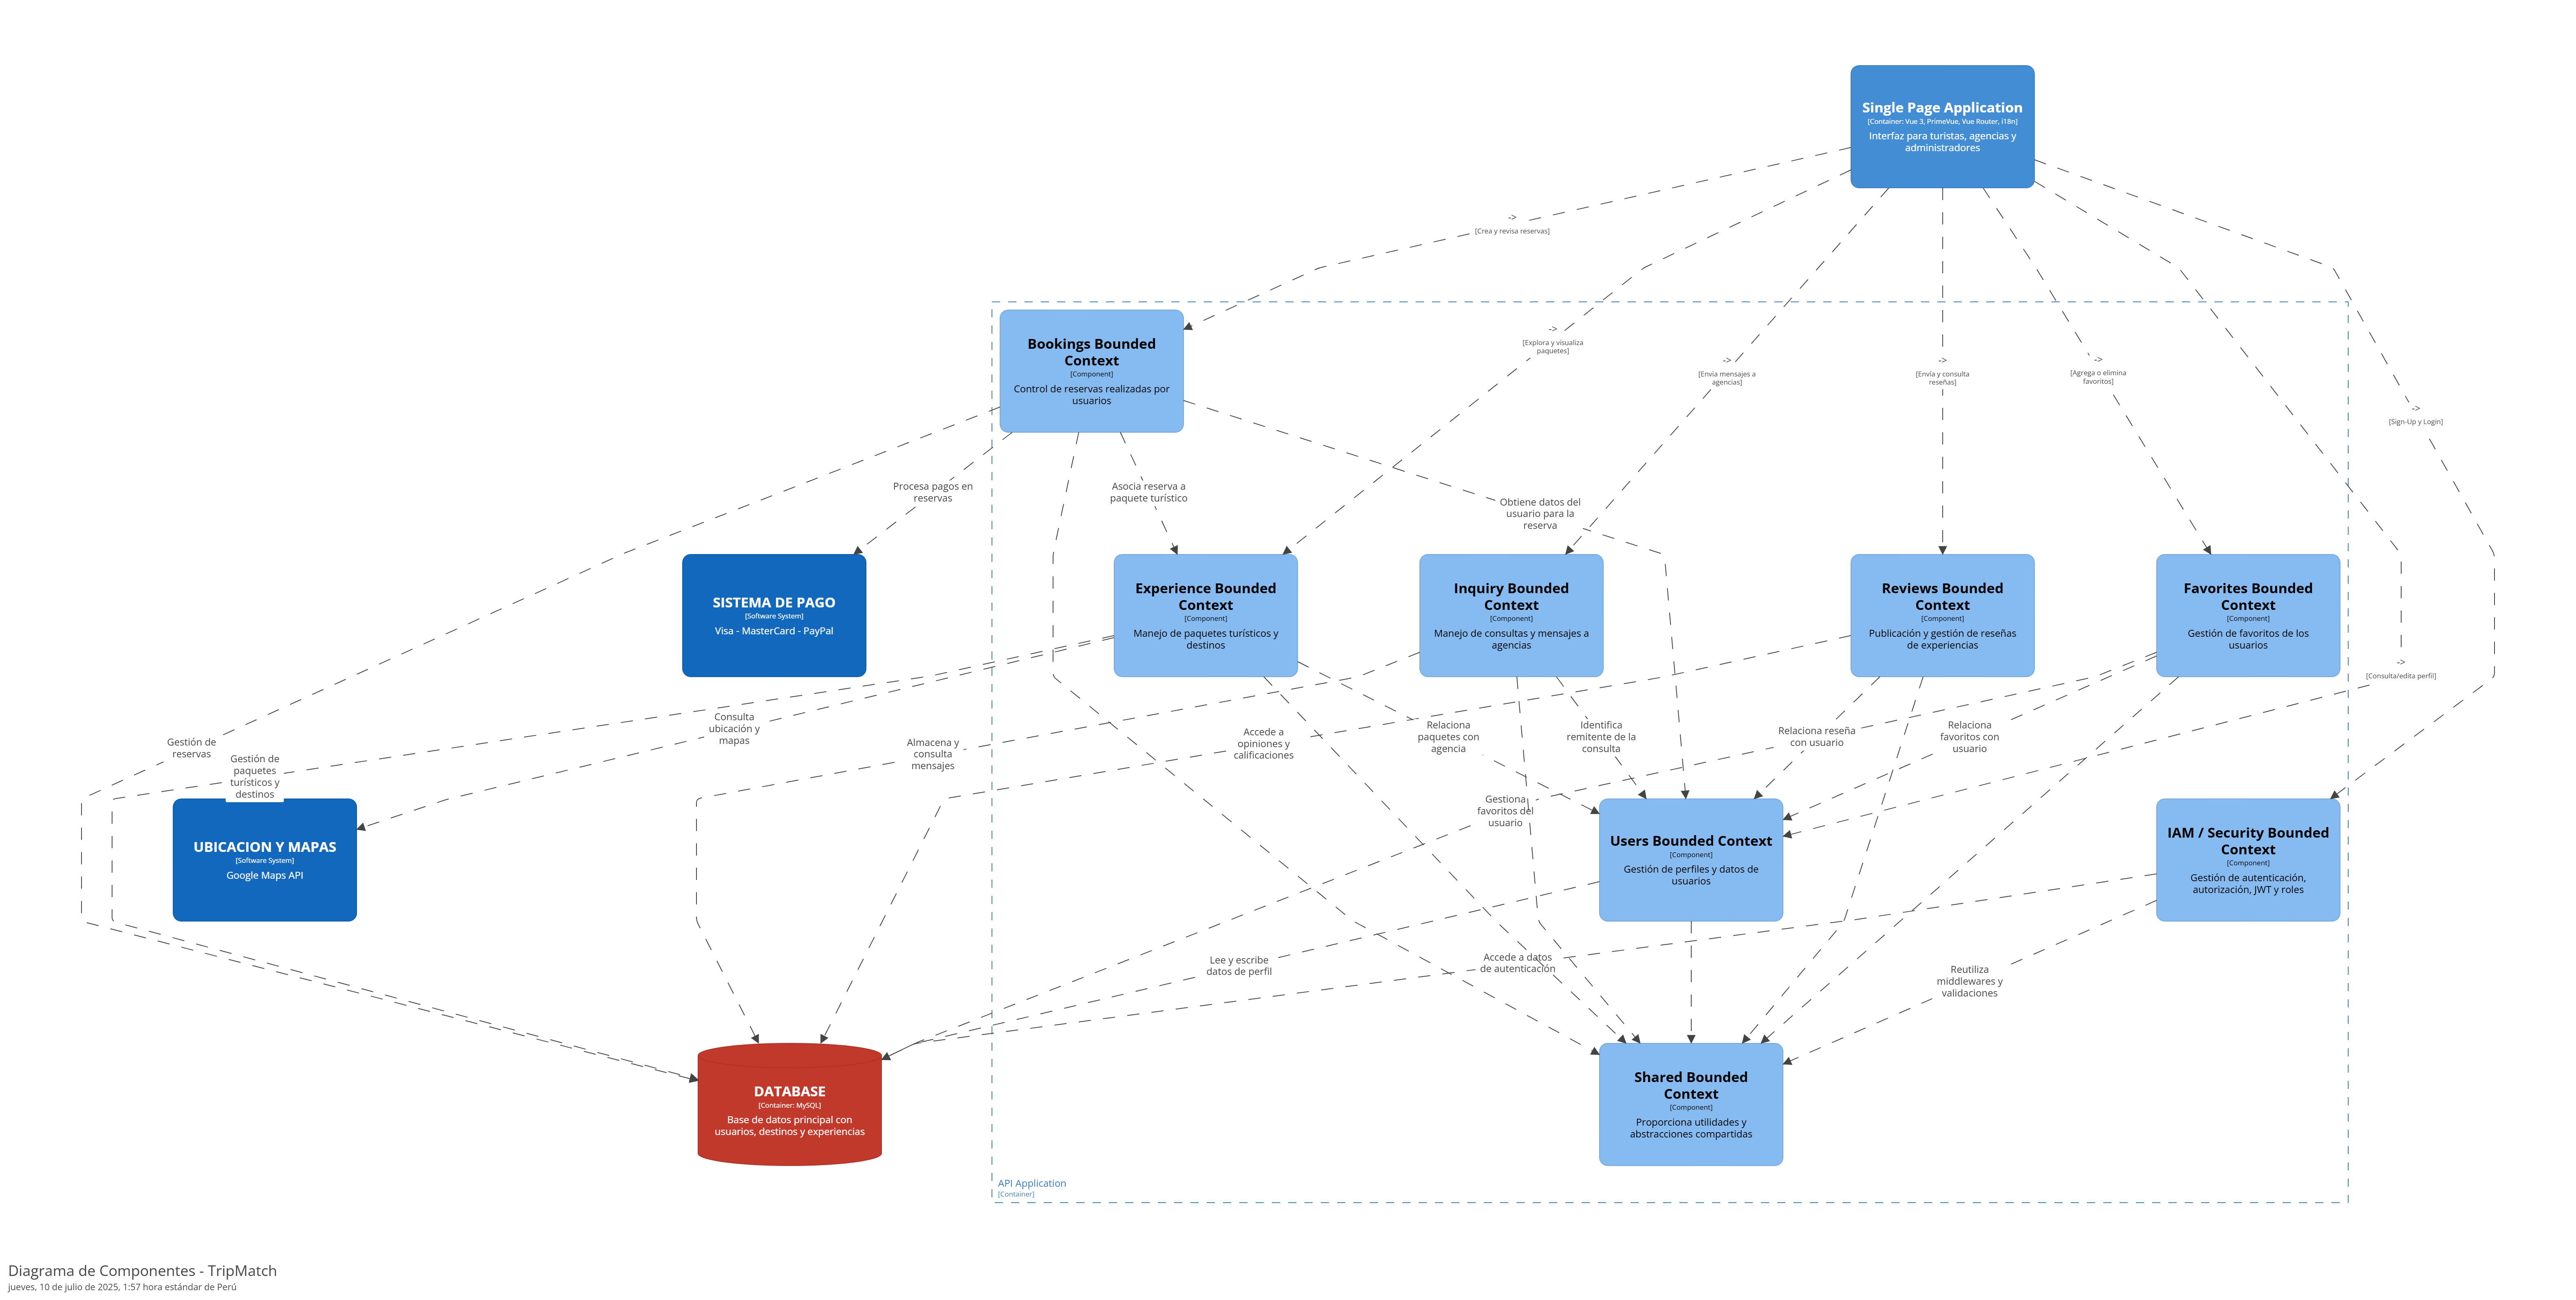 Single Page Application
[Container: Vue 3, PrimeVue, Vue Router, i18n]
Interfaz para turistas, agencias y
administradores
->
[Crea y revisa reservas]
->
[Explora y visualiza
paquetes]
->
[Envia mensajes a
agencias]
->
[Envía y consulta
reseñas]
->
[Agrega o elimina
favoritos]
->
[Sign-Up y Login]
Bookings Bounded
Context
[Component]
Control de reservas realizadas por
usuarios
Procesa pagos en
reservas
Asocia reserva a
paquete turístico
Obtiene datos del
usuario para la
reserva
SISTEMA DE PAGO
[Software System]
Visa - MasterCard - PayPal
Experience Bounded
Context
[Component]
Manejo de paquetes turísticos y
destinos
Inquiry Bounded
Context
[Component]
Manejo de consultas y mensajes a
agencias
Reviews Bounded
Context
[Component]
Publicación y gestión de reseñas
de experiencias
Favorites Bounded
Context
[Component]
Gestión de favoritos de los
usuarios
->
[Consulta/edita perfil]
Gestión de
reservas
Gestión de
paquetes
turísticos y
destinos
Consulta
ubicación y
mapas
Almacena y
consulta
mensajes
Accede a
opiniones y
calificaciones
Relaciona
paquetes con
agencia
Identifica
remitente de la
consulta
Relaciona reseña
con usuario
Relaciona
favoritos con
usuario
Gestiona
favoritos del
usuario
UBICACION Y MAPAS
[Software System]
Google Maps API
Users Bounded Context
[Component]
Gestión de perfiles y datos de
usuarios
IAM / Security Bounded
Context
[Component]
Gestión de autenticación,
autorización, JWT y roles
Lee y escribe
datos de perfil
Accede a datos
de autenticación
Reutiliza
middlewares y
validaciones
DATABASE
[Container: MySQL]
Base de datos principal con
usuarios, destinos y experiencias
Shared Bounded
Context
[Component]
Proporciona utilidades y
abstracciones compartidas
API Application
[Container]
Diagrama de Componentes - TripMatch
jueves, 10 de julio de 2025, 1:57 hora estándar de Perú